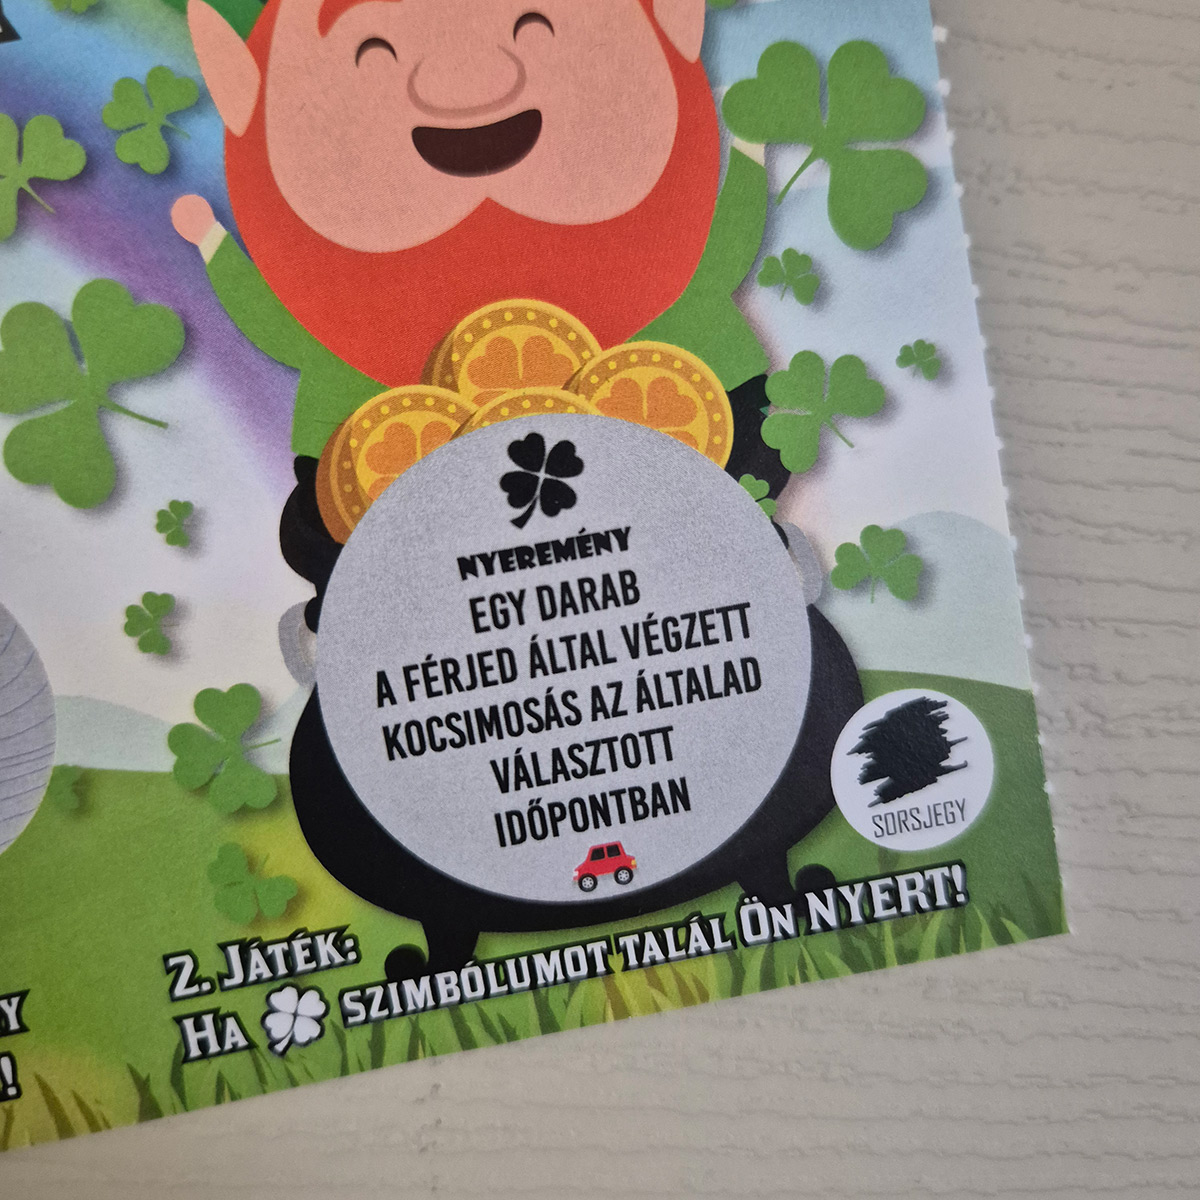 NYEREMÉNY
EGY DARAB
A FÉRJED ÁLTAL VÉGZETT
KOCSIMOSÁS AZ ÁLTALAD
VÁLASZTOTT
IDŐPONTBAN
SORSJEGY
2. JÁTÉK:
HA SZIMBÓLUMOT TALÁL ÖN NYERT!